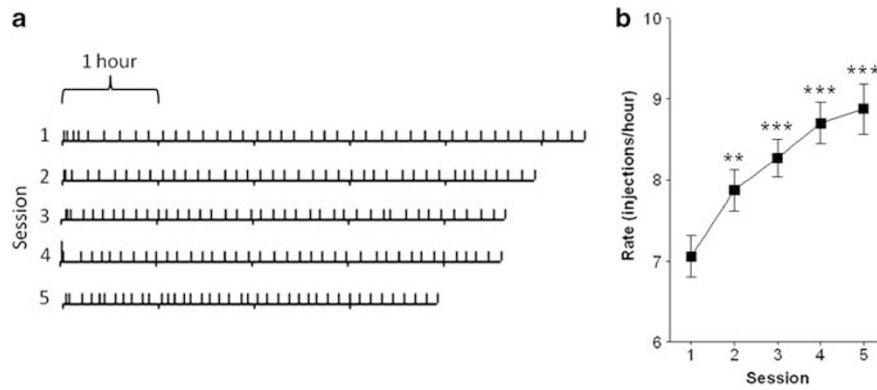 a
1 hour
Session
1
2
3
4
5
b
Rate (injections/hour)
10
9
8
7
6
**
***
***
***
1 2 3 4 5
Session